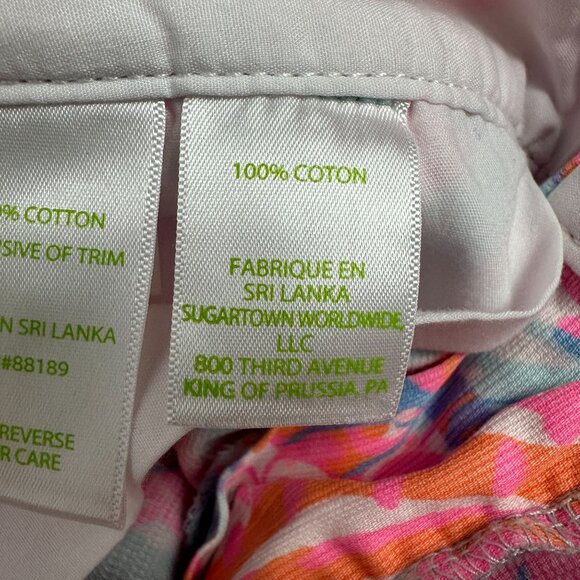 % COTTON
SIVE OF TRIM
N SRI LANKA
#88189
REVERSE
R CARE
100% COTON
FABRIQUE EN
SRI LANKA
SUGARTOWN WORLDWIDE,
LLC
800 THIRD AVENUE
KING OF PRUSSIA, PA